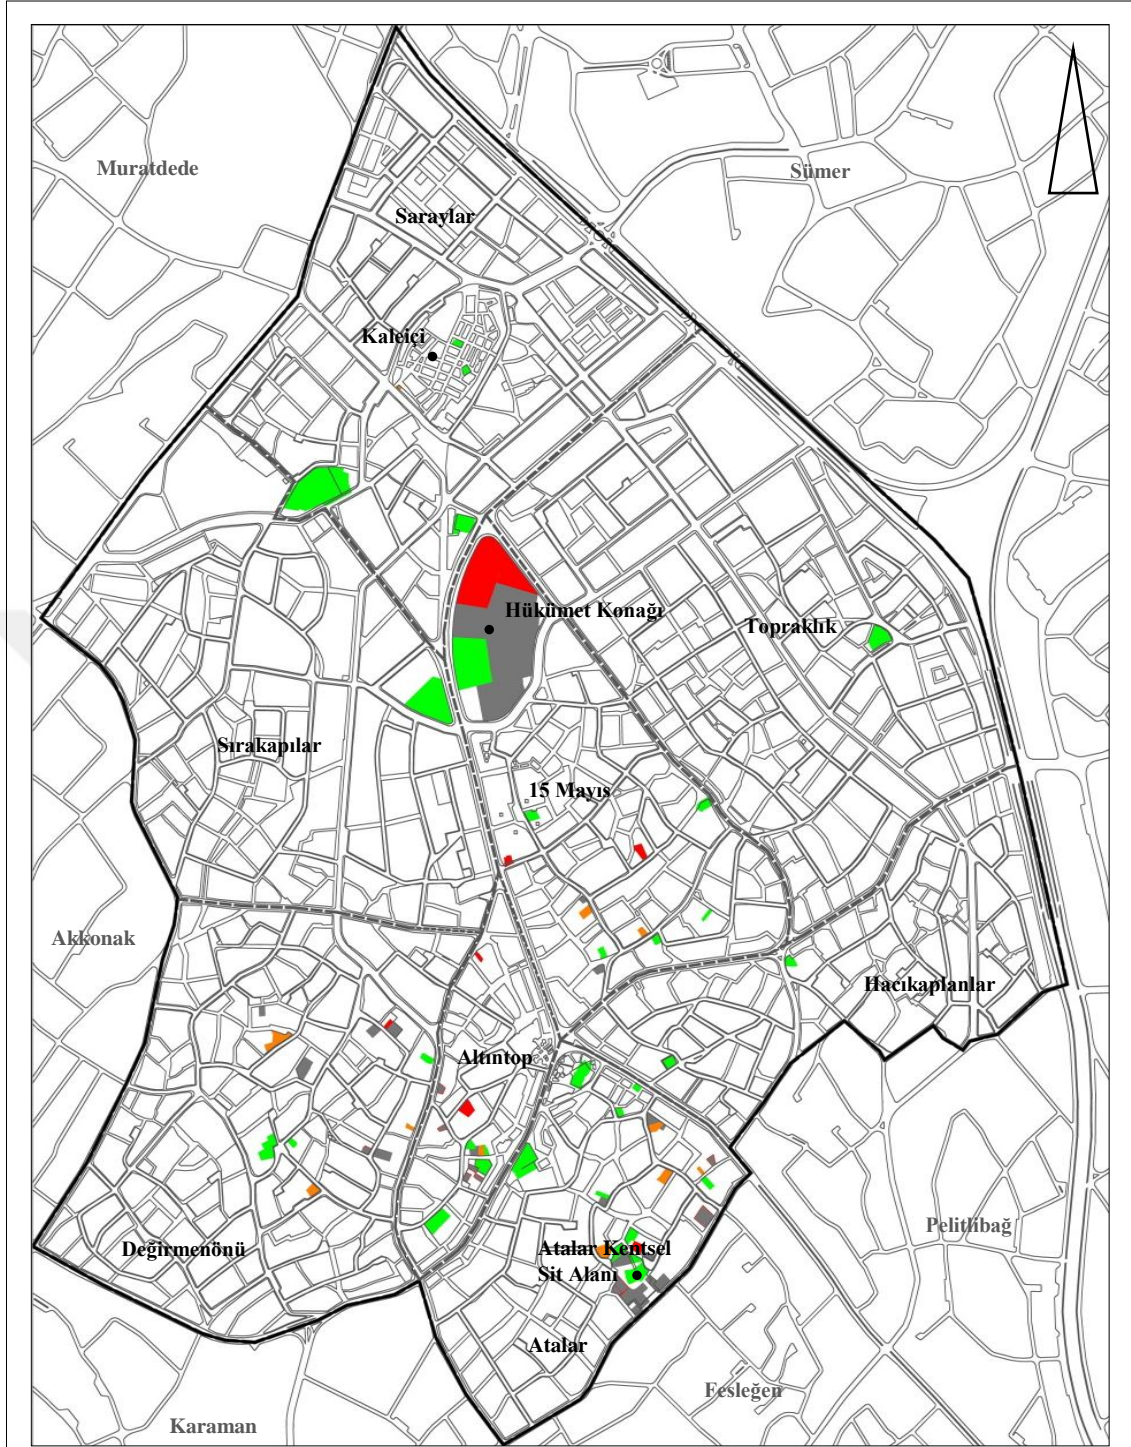 Muratdede
Sümer
Saraylar
Kaleiçi
Hükümet Konağı
Topraklık
Sırakapılar
15 Mayıs
Akkonak
Hacıkaplanlar
Altıntop
Pelitlibağ
Değirmenönü
Atalar Kentsel
Sit Alanı
Atalar
Fesleğen
Karaman